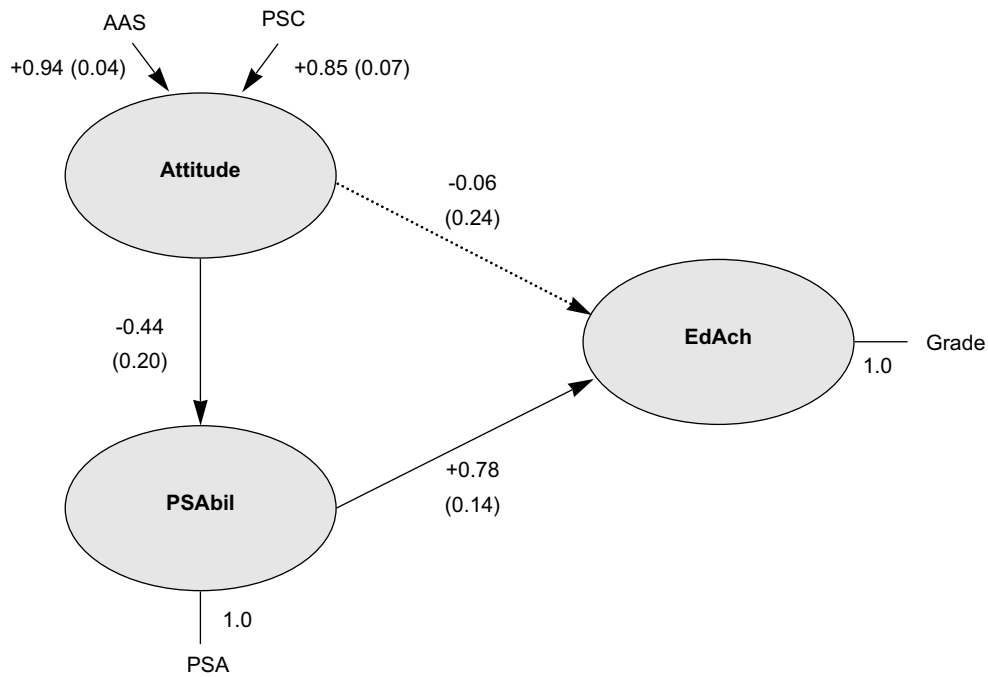 AAS
PSC
+0.94 (0.04)
+0.85 (0.07)
Attitude
-0.06
(0.24)
-0.44
(0.20)
EdAch
Grade
1.0
+0.78
(0.14)
PSAbil
1.0
PSA